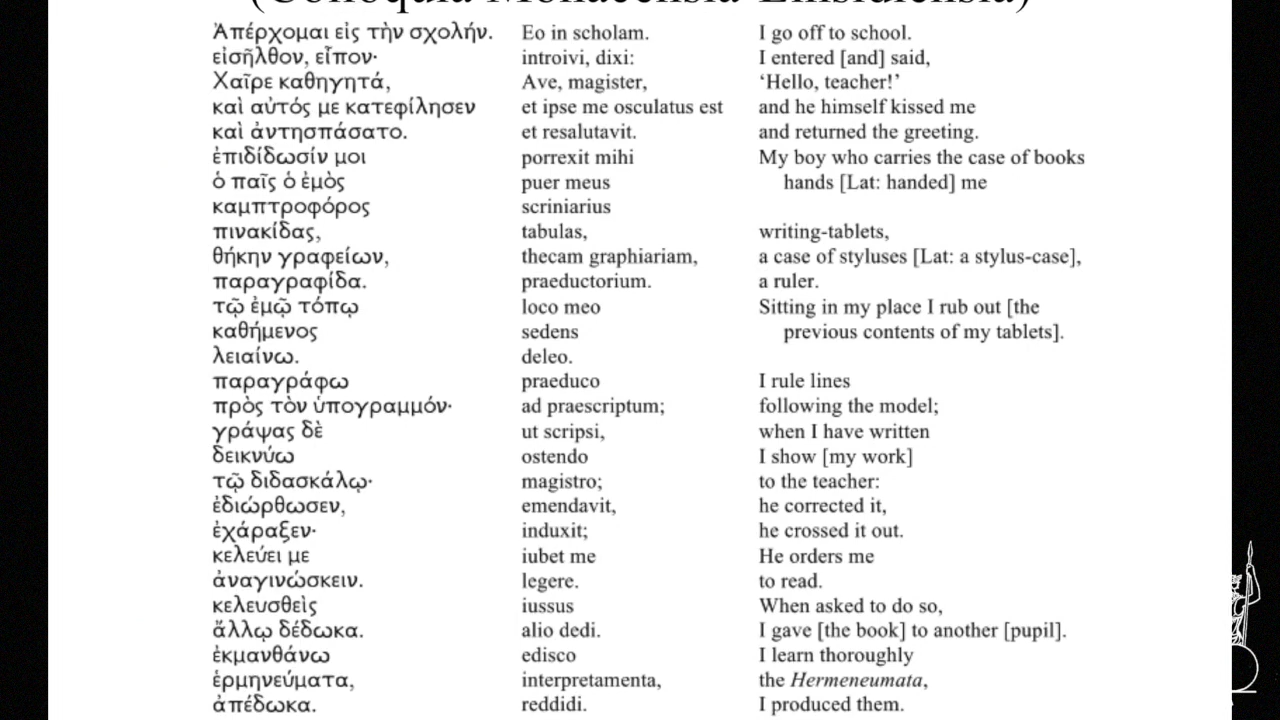 (Colloquia Monacensia-Einsidlensia)
Ἀπέρχομαι εἰς τὴν σχολήν. Eo in scholam. I go off to school.
εἰσῆλθον, εἶπον· introivi, dixi: I entered [and] said,
Χαῖρε καθηγητά, Ave, magister, ‘Hello, teacher!’
καὶ αὐτός με κατεφίλησεν et ipse me osculatus est and he himself kissed me
καὶ ἀντησπάσατο. et resalutavit. and returned the greeting.
ἐπιδίδωσίν μοι porrexit mihi My boy who carries the case of books
ὁ παῖς ὁ ἐμὸς puer meus hands [Lat: handed] me
καμπτροφόρος scriniarius
πινακίδας, tabulas, writing-tablets,
θήκην γραφείων, thecam graphiariam, a case of styluses [Lat: a stylus-case],
παραγραφίδα. praeductorium. a ruler.
τῷ ἐμῷ τόπῳ loco meo Sitting in my place I rub out [the
καθήμενος sedens previous contents of my tablets].
λειαίνω. deleo.
παραγράφω praeduco I rule lines
πρὸς τὸν ὑπογραμμόν· ad praescriptum; following the model;
γράψας δὲ ut scripsi, when I have written
δεικνύω ostendo I show [my work]
τῷ διδασκάλῳ· magistro; to the teacher:
ἐδιώρθωσεν, emendavit, he corrected it,
ἐχάραξεν· induxit; he crossed it out.
κελεύει με iubet me He orders me
ἀναγινώσκειν. legere. to read.
κελευσθεὶς iussus When asked to do so,
ἄλλῳ δέδωκα. alio dedi. I gave [the book] to another [pupil].
ἐκμανθάνω edisco I learn thoroughly
ἑρμηνεύματα, interpretamenta, the Hermeneumata,
ἀπέδωκα. reddidi. I produced them.